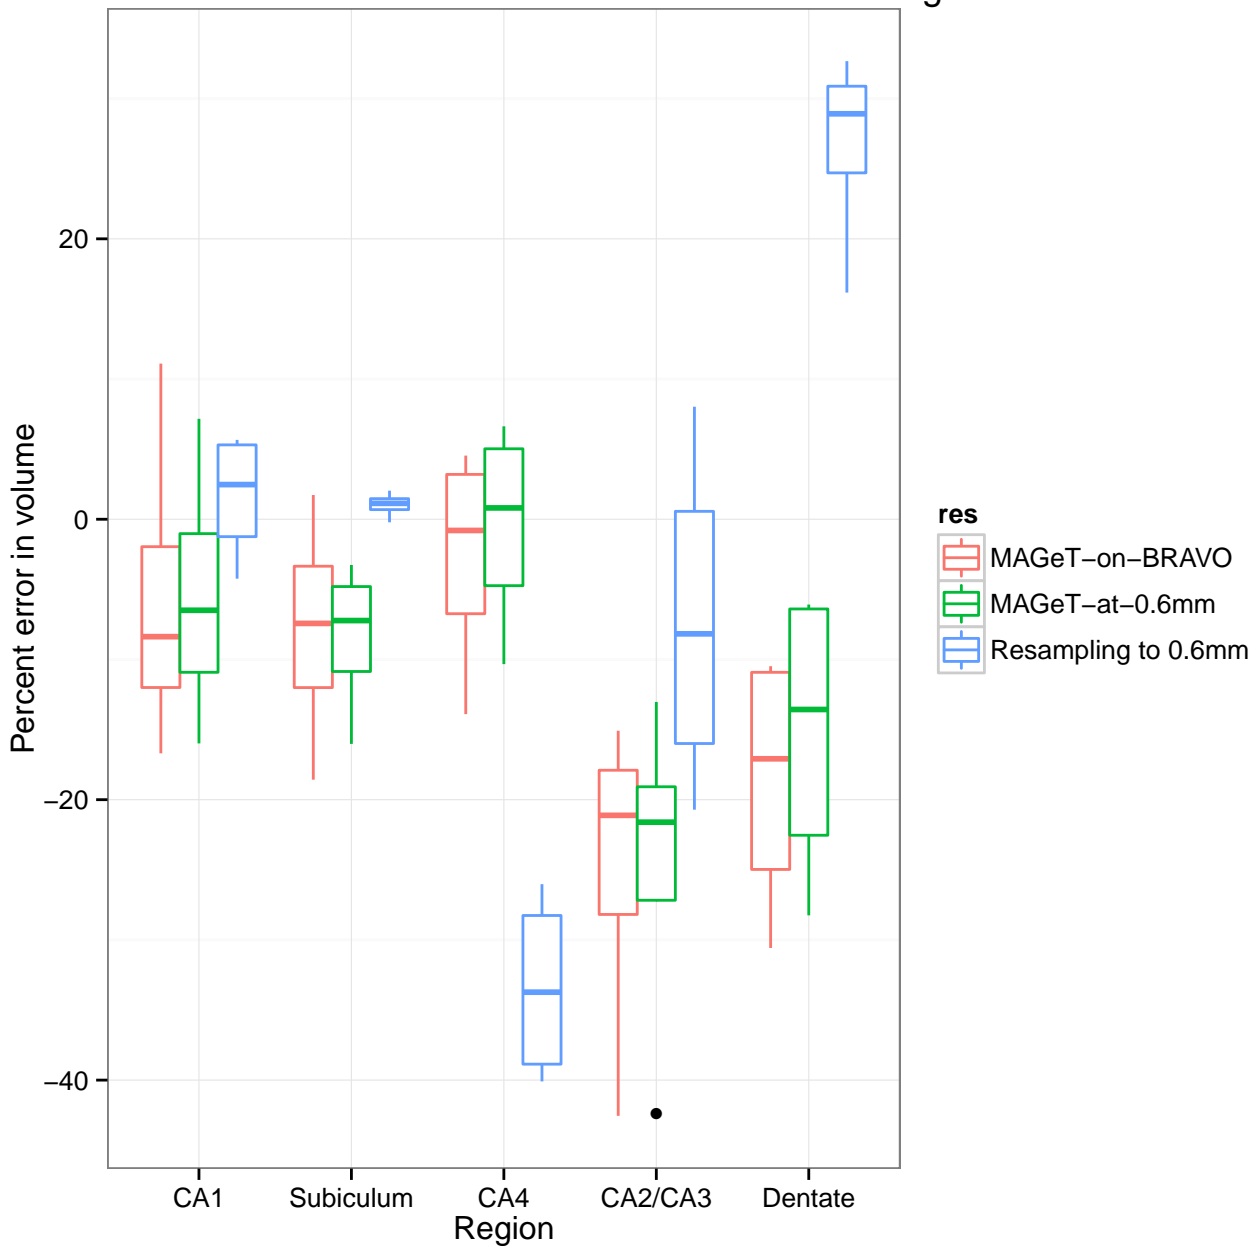 20
0
−20
−40
Percent error in volume
CA1
Subiculum
CA4
CA2/CA3
Dentate
Region
res
MAGeT−on−BRAVO
MAGeT−at−0.6mm
Resampling to 0.6mm